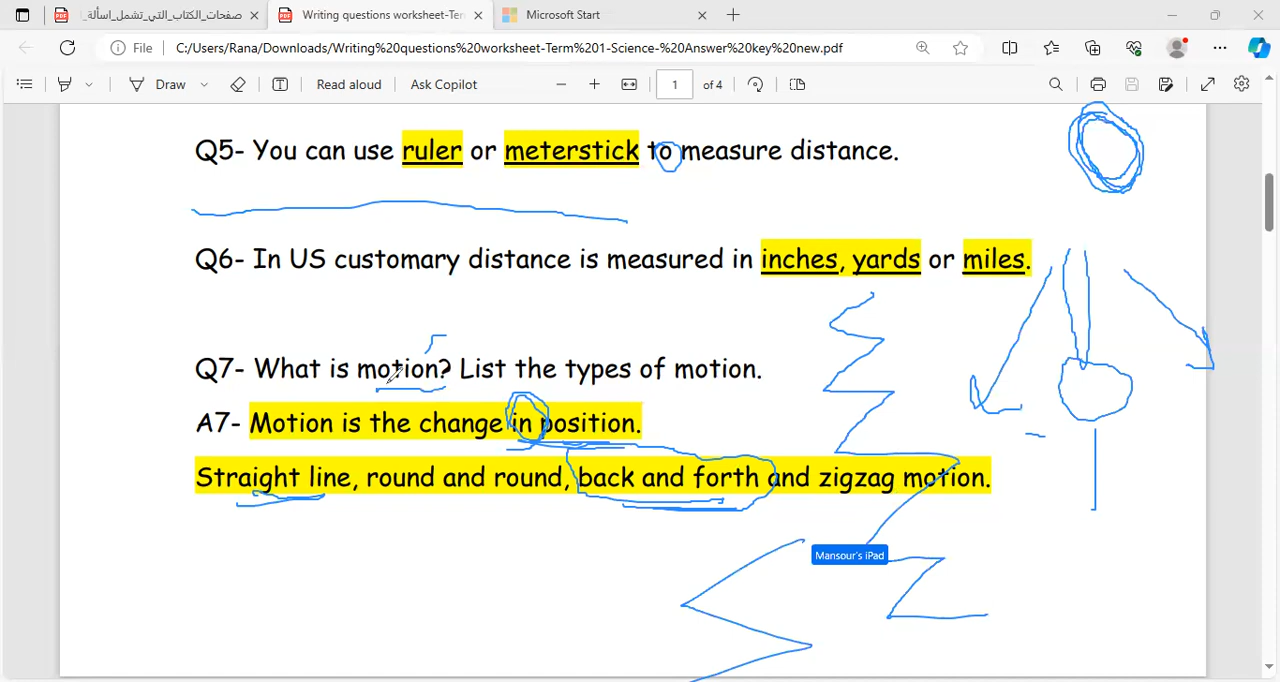 صفحات_الكتاب_التي_تشمل_اسألة_ا
Writing questions worksheet-Ter
Microsoft Start
File
C:/Users/Rana/Downloads/Writing%20questions%20worksheet-Term%201-Science-%20Answer%20key%20new.pdf
Draw
Read aloud
Ask Copilot
1
of 4
Q5- You can use ruler or meterstick to measure distance.
Q6- In US customary distance is measured in inches, yards or miles.
Q7- What is motion? List the types of motion.
A7- Motion is the change in position.
Straight line, round and round, back and forth and zigzag motion.
Mansour's iPad